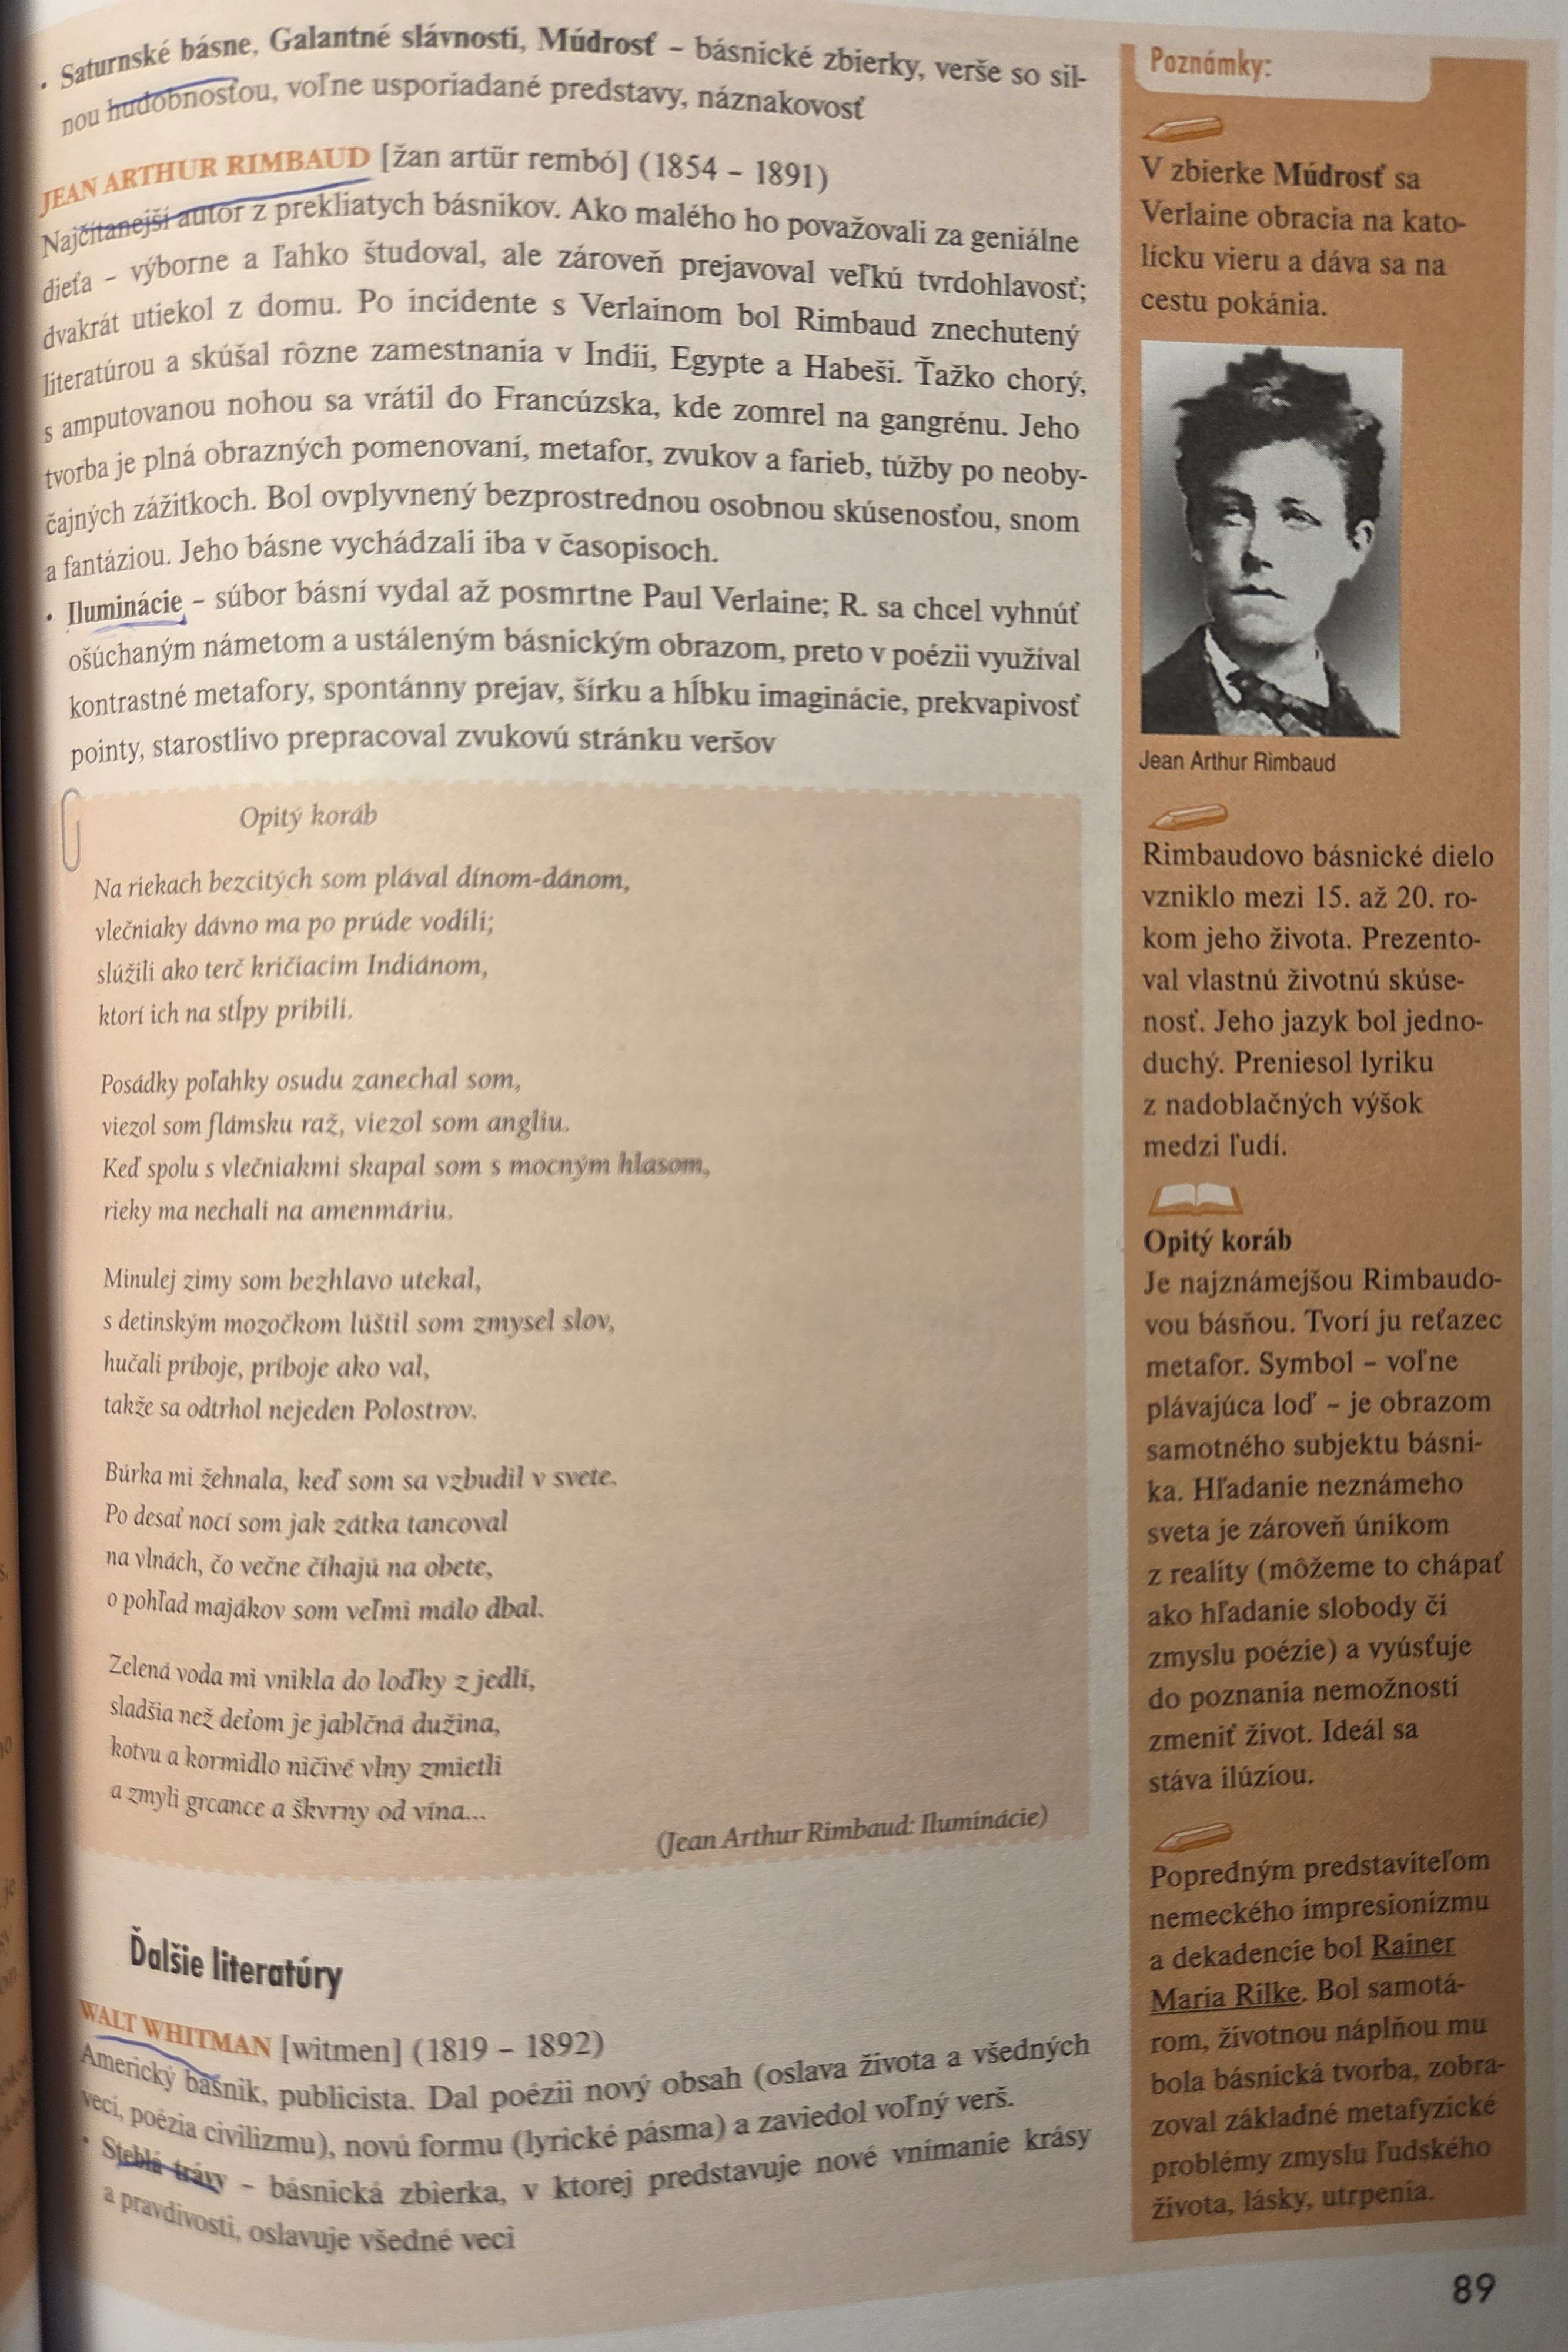 • Saturnské básne, Galantné slávnosti, Múdrosť – básnické zbierky, verše so sil-
nou hudobnosťou, voľne usporiadané predstavy, náznakovosť
JEAN ARTHUR RIMBAUD [žan artür rembó] (1854 – 1891)
Najčítanejší autor z prekliatych básnikov. Ako malého ho považovali za geniálne
dieťa – výborne a ľahko študoval, ale zároveň prejavoval veľkú tvrdohlavosť;
dvakrát utiekol z domu. Po incidente s Verlainom bol Rimbaud znechutený
literatúrou a skúšal rôzne zamestnania v Indii, Egypte a Habeši. Ťažko chorý,
s amputovanou nohou sa vrátil do Francúzska, kde zomrel na gangrénu. Jeho
tvorba je plná obrazných pomenovaní, metafor, zvukov a farieb, túžby po neoby-
čajných zážitkoch. Bol ovplyvnený bezprostrednou osobnou skúsenosťou, snom
a fantáziou. Jeho básne vychádzali iba v časopisoch.
• Iluminácie – súbor básní vydal až posmrtne Paul Verlaine; R. sa chcel vyhnúť
ošúchaným námetom a ustáleným básnickým obrazom, preto v poézii využíval
kontrastné metafory, spontánny prejav, šírku a hĺbku imaginácie, prekvapivosť
pointy, starostlivo prepracoval zvukovú stránku veršov
Opitý koráb
Na riekach bezcitých som plával dínom-dánom,
vlečniaky dávno ma po prúde vodili;
slúžili ako terč kričiacim Indiánom,
ktorí ich na stĺpy pribili.
Posádky poľahky osudu zanechal som,
viezol som flámsku raž, viezol som angliu.
Keď spolu s vlečniakmi skapal som s mocným hlasom,
rieky ma nechali na amenmáriu.
Minulej zimy som bezhlavo utekal,
s detinským mozočkom lúštil som zmysel slov,
hučali príboje, príboje ako val,
takže sa odtrhol nejeden Polostrov.
Búrka mi žehnala, keď som sa vzbudil v svete.
Po desať nocí som jak zátka tancoval
na vlnách, čo večne číhajú na obete,
o pohľad majákov som veľmi málo dbal.
Zelená voda mi vnikla do loďky z jedlí,
sladšia než deťom je jablčná dužina,
kotvu a kormidlo ničivé vlny zmietli
a zmyli grcance a škvrny od vína...
(Jean Arthur Rimbaud: Iluminácie)
Ďalšie literatúry
WALT WHITMAN [witmen] (1819 – 1892)
Americký básnik, publicista. Dal poézii nový obsah (oslava života a všedných
vecí, poézia civilizmu), novú formu (lyrické pásma) a zaviedol voľný verš.
• Steblá trávy – básnická zbierka, v ktorej predstavuje nové vnímanie krásy
a pravdivosti, oslavuje všedné veci
Poznámky:
V zbierke Múdrosť sa
Verlaine obracia na kato-
lícku vieru a dáva sa na
cestu pokánia.
Jean Arthur Rimbaud
Rimbaudovo básnické dielo
vzniklo mezi 15. až 20. ro-
kom jeho života. Prezento-
val vlastnú životnú skúse-
nosť. Jeho jazyk bol jedno-
duchý. Preniesol lyriku
z nadoblačných výšok
medzi ľudí.
Opitý koráb
Je najznámejšou Rimbaudo-
vou básňou. Tvorí ju reťazec
metafor. Symbol – voľne
plávajúca loď – je obrazom
samotného subjektu básni-
ka. Hľadanie neznámeho
sveta je zároveň únikom
z reality (môžeme to chápať
ako hľadanie slobody či
zmyslu poézie) a vyúsťuje
do poznania nemožnosti
zmeniť život. Ideál sa
stáva ilúziou.
Popredným predstaviteľom
nemeckého impresionizmu
a dekadencie bol Rainer
Maria Rilke. Bol samotá-
rom, životnou náplňou mu
bola básnická tvorba, zobra-
zoval základné metafyzické
problémy zmyslu ľudského
života, lásky, utrpenia.
89